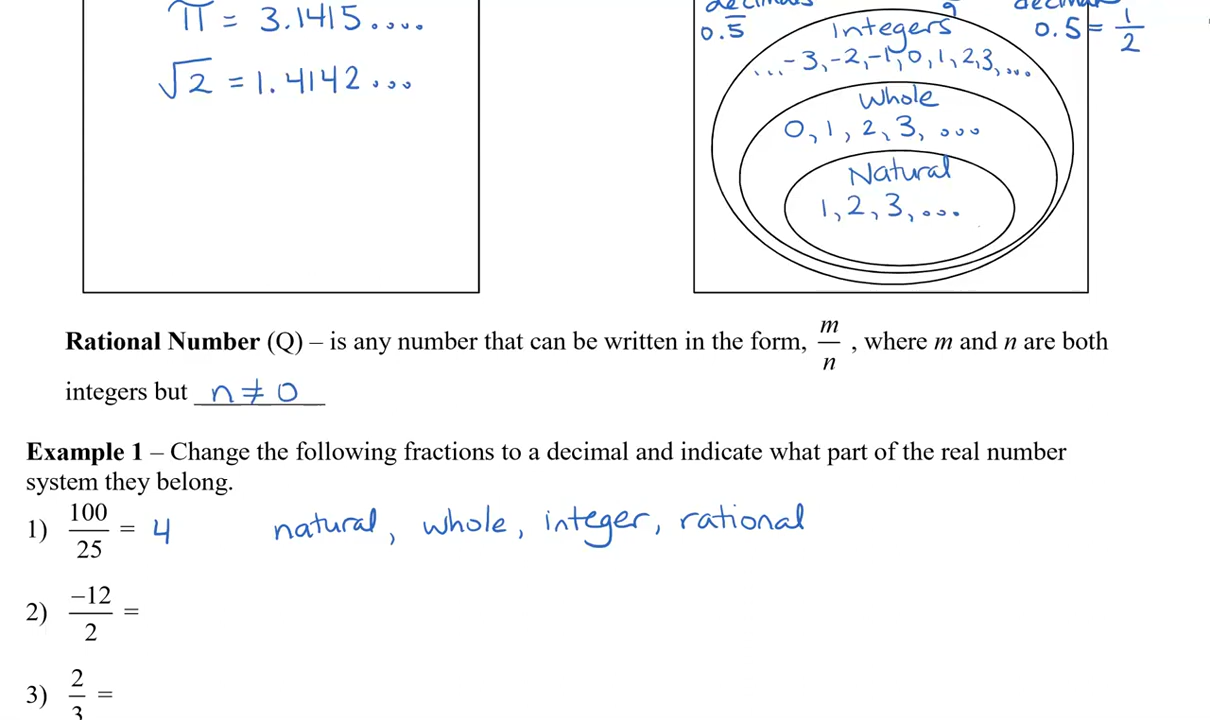 π = 3.1415....
√2 = 1.4142...
0.5̅
Integers
0.5 = 1/2
...-3, -2, -1, 0, 1, 2, 3, ...
Whole
0, 1, 2, 3, ...
Natural
1, 2, 3, ...
Rational Number (Q) – is any number that can be written in the form, m/n , where m and n are both
integers but n ≠ 0
Example 1 – Change the following fractions to a decimal and indicate what part of the real number
system they belong.
1) 100/25 = 4 natural, whole, integer, rational
2) −12/2 =
3) 2/3 =